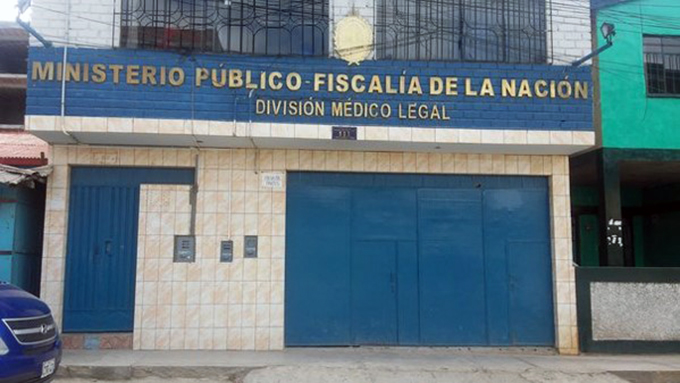 MINISTERIO PÚBLICO-FISCALÍA DE LA NACIÓN
DIVISIÓN MÉDICO LEGAL